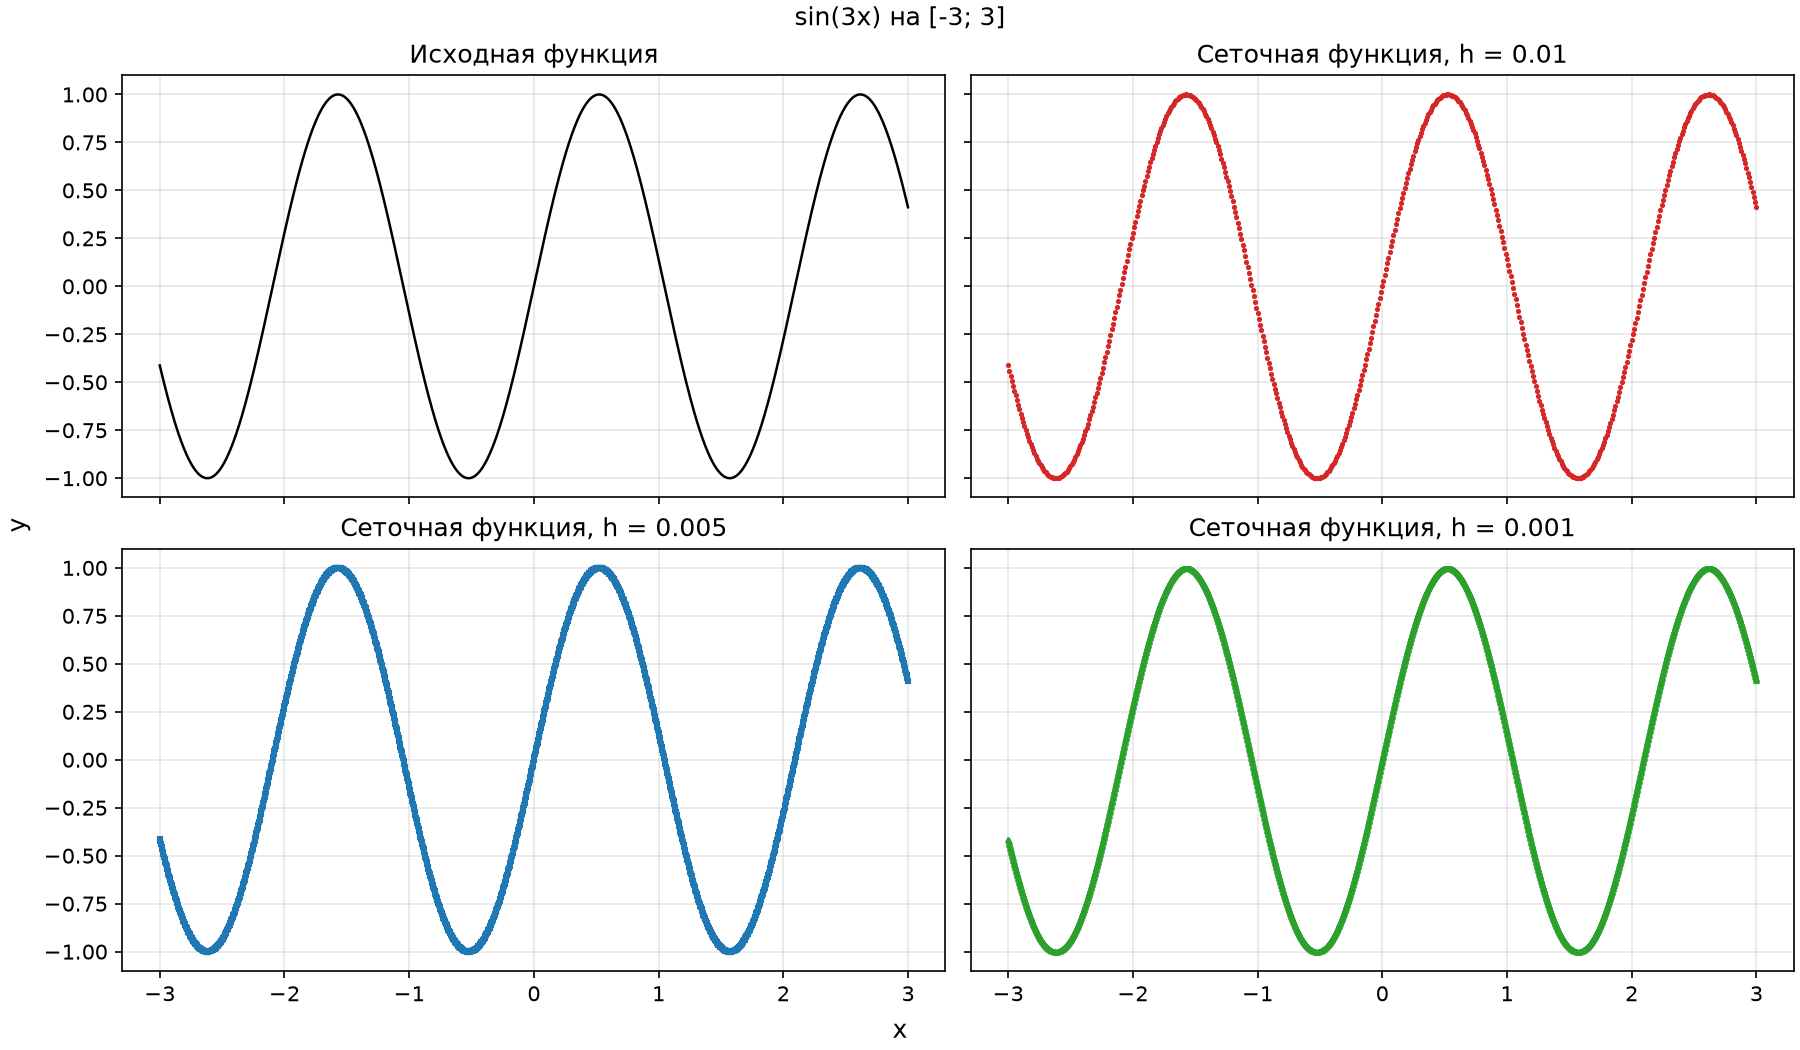 sin(3x) на [-3; 3]
Исходная функция
1.00
0.75
0.50
0.25
0.00
−0.25
−0.50
−0.75
−1.00
Сеточная функция, h = 0.01
y
Сеточная функция, h = 0.005
1.00
0.75
0.50
0.25
0.00
−0.25
−0.50
−0.75
−1.00
−3 −2 −1 0 1 2 3
Сеточная функция, h = 0.001
−3 −2 −1 0 1 2 3
x